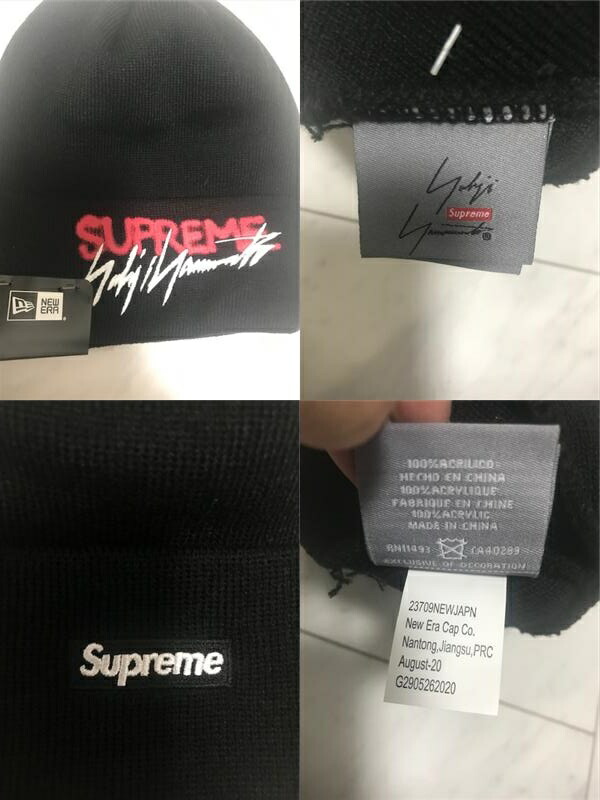 SUPREME.
Yohji Yamamoto
NEW
ERA
Yohji
Supreme
Yamamoto
Supreme
100%ACRILICO
HECHO EN CHINA
100%ACRYLIQUE
FABRIQUE EN CHINE
100%ACRYLIC
MADE IN CHINA
RN11493 CA40289
EXCLUSIVE OF DECORATION
23709NEWJAPN
New Era Cap Co.
Nantong,Jiangsu,PRC
August-20
G2905262020